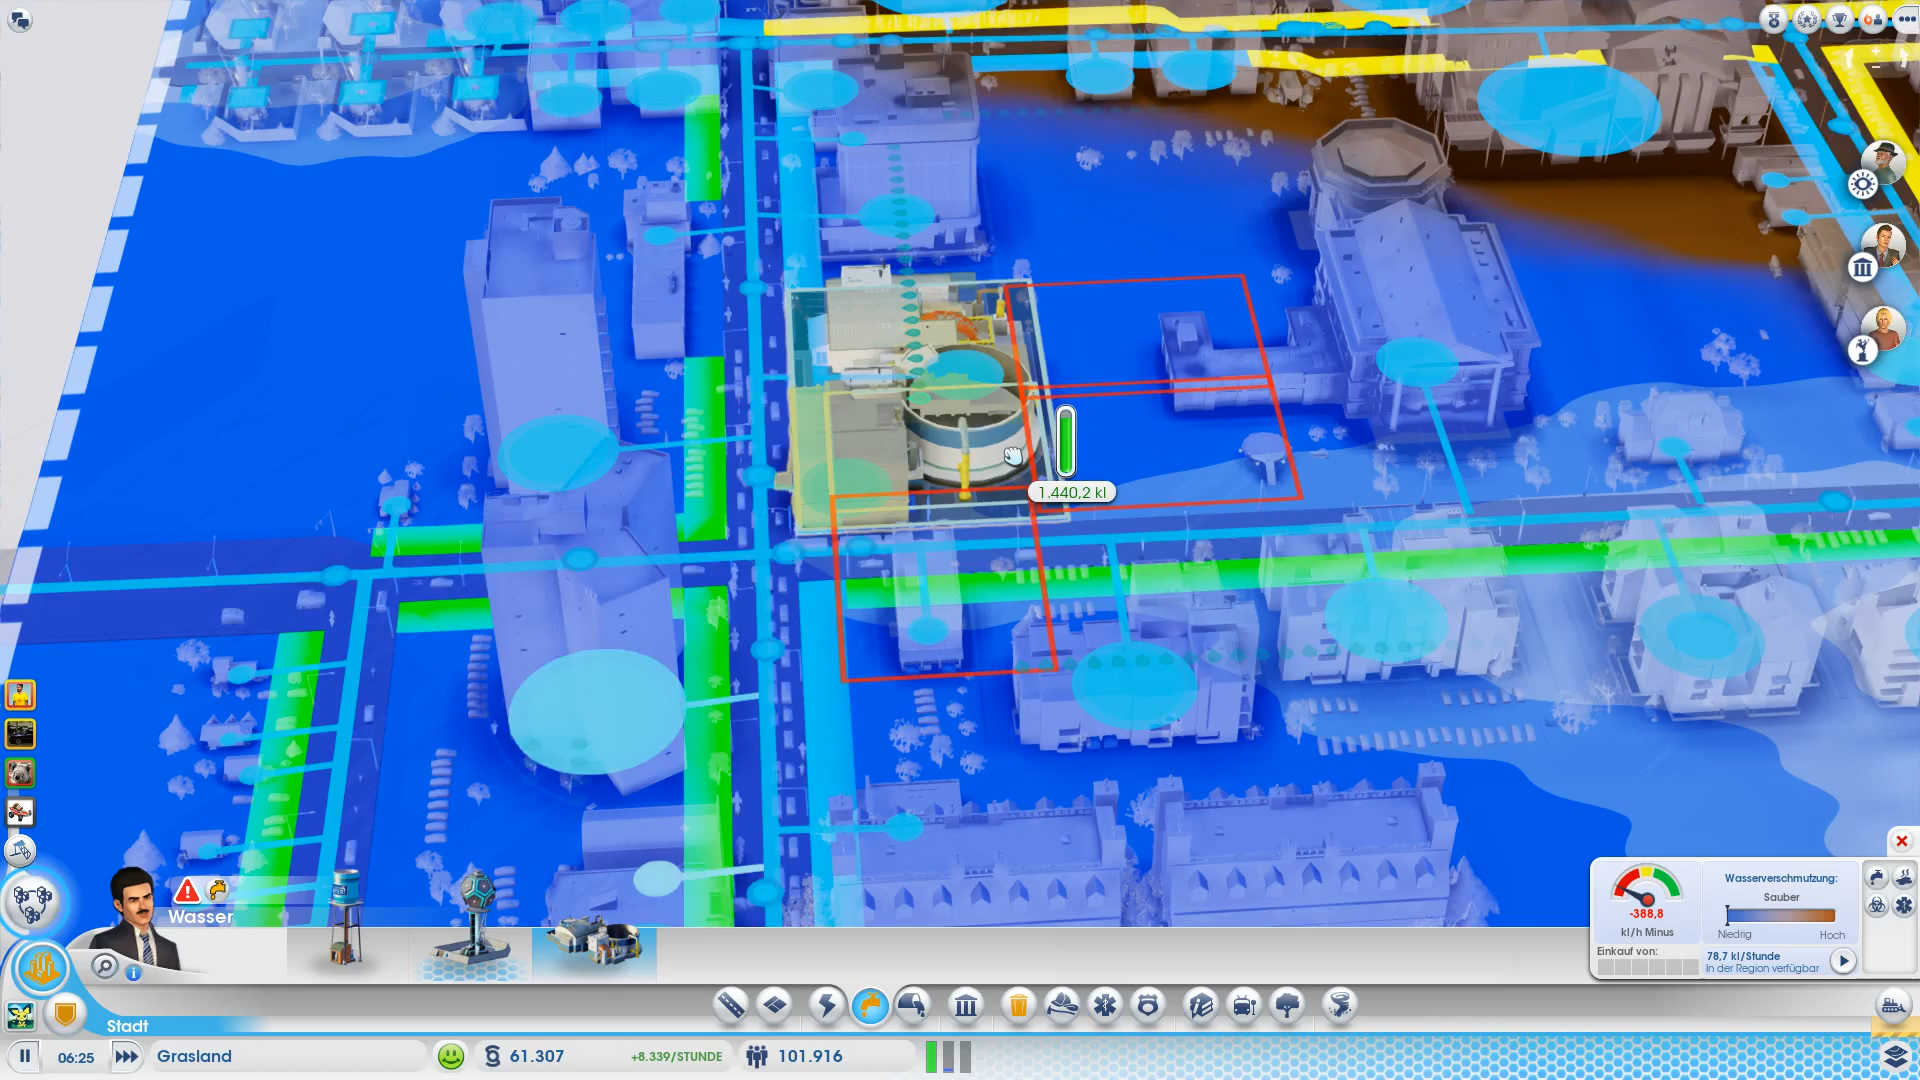 1.440,2 kl
Wasser
Wasserverschmutzung:
Sauber
-388,8
kl/h Minus
Niedrig
Hoch
Einkauf von:
78,7 kl/Stunde
In der Region verfügbar
Stadt
06:25
Grasland
61.307
+8.339/STUNDE
101.916